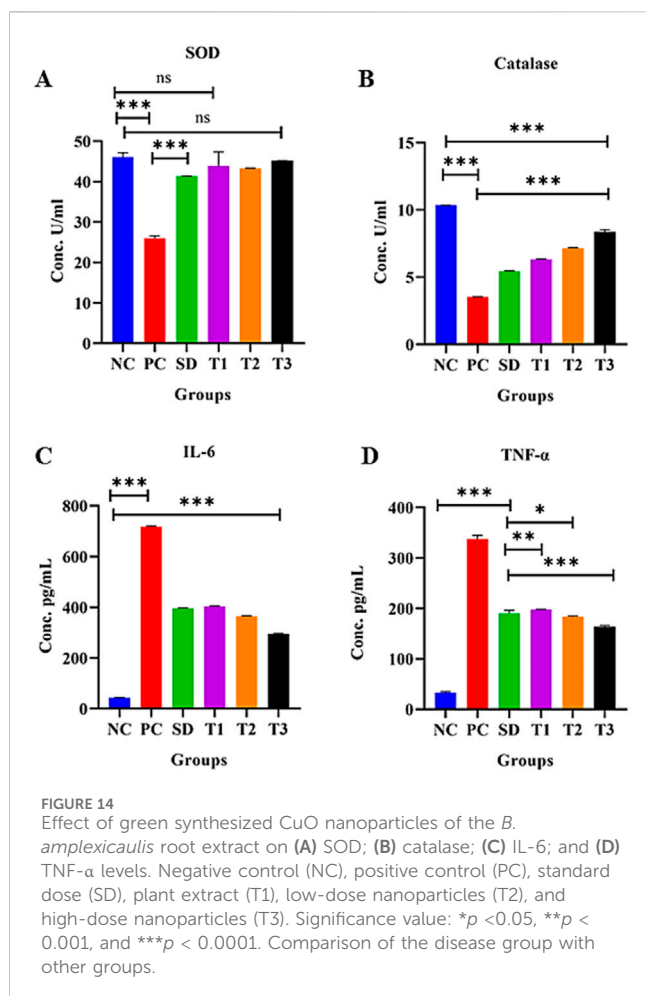 SOD
A
ns
***
ns
***
50
40
30
20
10
0
Conc. U/ml
NC PC SD T1 T2 T3
Groups
Catalase
B
***
***
***
15
10
5
0
Conc. U/ml
NC PC SD T1 T2 T3
Groups
C
IL-6
***
***
800
600
400
200
0
Conc. pg/mL
NC PC SD T1 T2 T3
Groups
D
TNF-α
***
*
**
***
400
300
200
100
0
Conc. pg/mL
NC PC SD T1 T2 T3
Groups
FIGURE 14
Effect of green synthesized CuO nanoparticles of the B.
amplexicaulis root extract on (A) SOD; (B) catalase; (C) IL-6; and (D)
TNF-α levels. Negative control (NC), positive control (PC), standard
dose (SD), plant extract (T1), low-dose nanoparticles (T2), and
high-dose nanoparticles (T3). Significance value: *p <0.05, **p <
0.001, and ***p < 0.0001. Comparison of the disease group with
other groups.